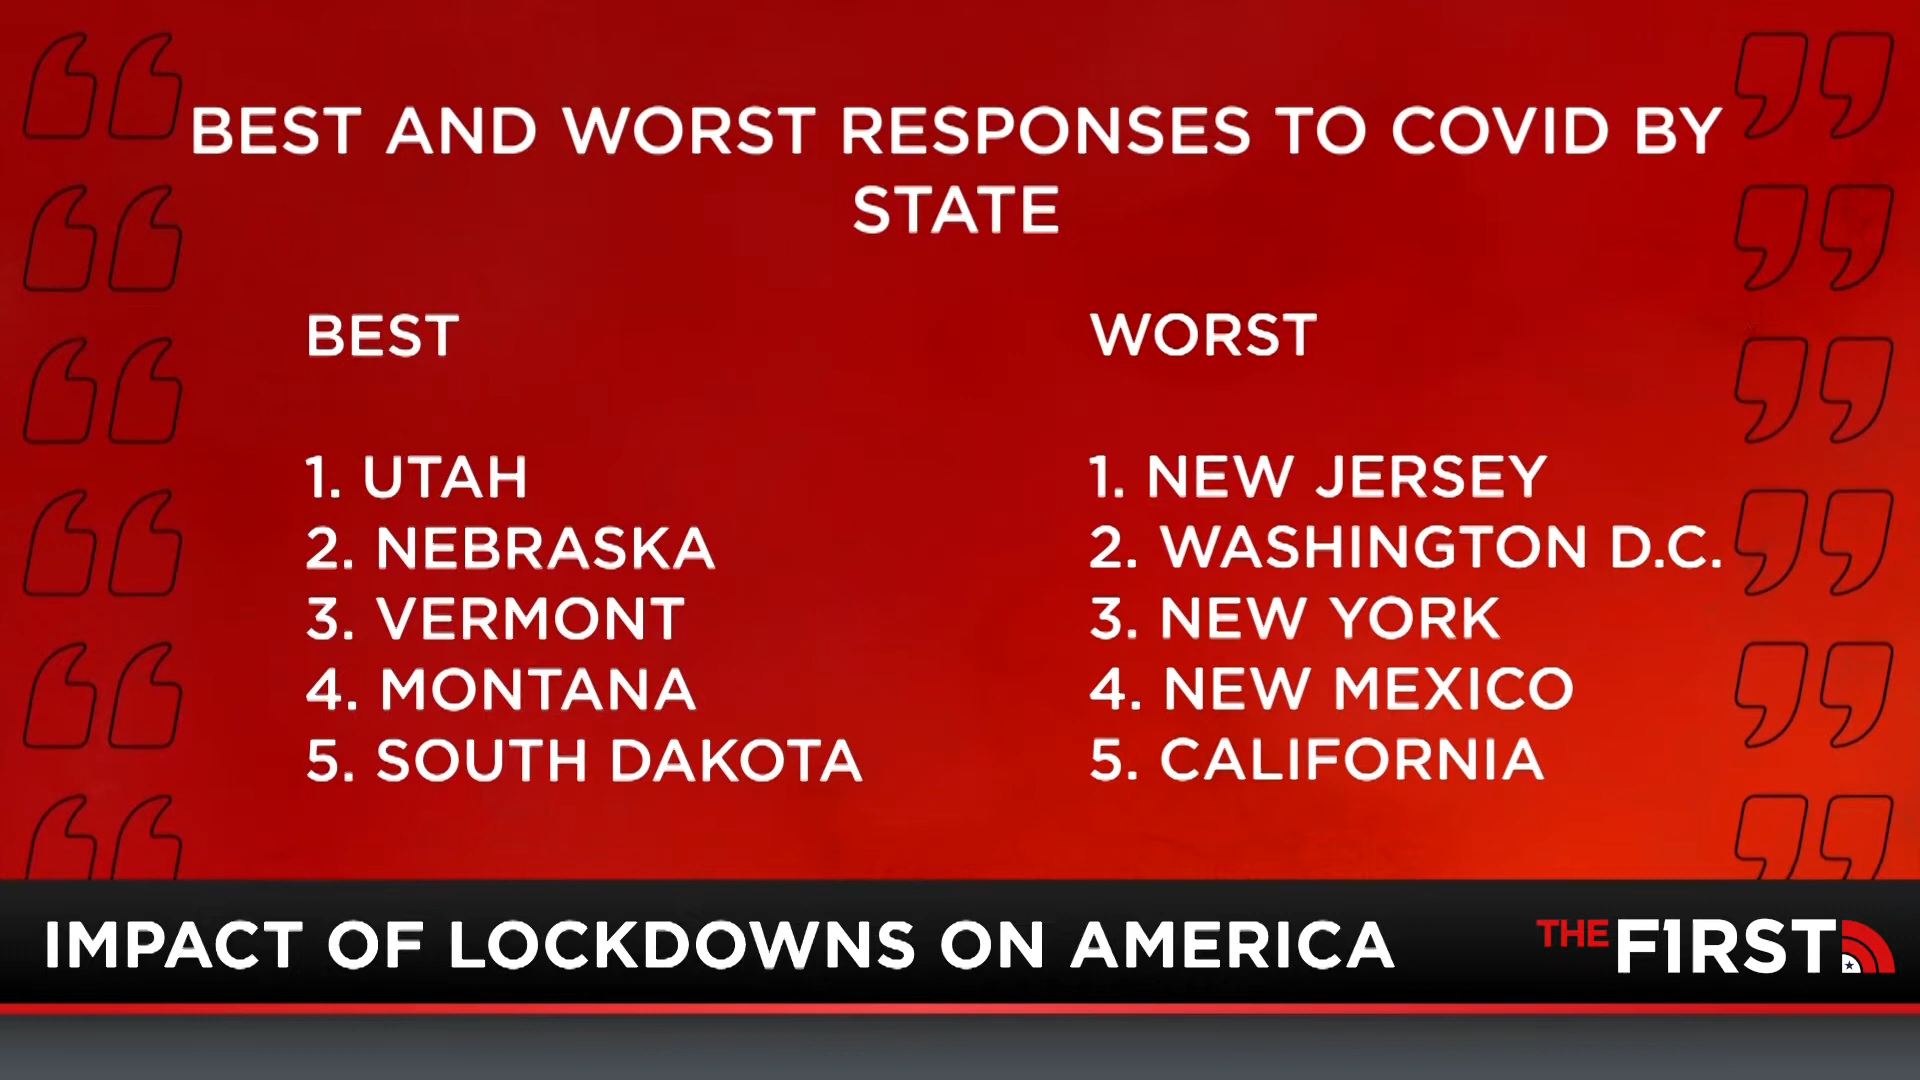 BEST AND WORST RESPONSES TO COVID BY
STATE
BEST
1. UTAH
2. NEBRASKA
3. VERMONT
4. MONTANA
5. SOUTH DAKOTA
WORST
1. NEW JERSEY
2. WASHINGTON D.C.
3. NEW YORK
4. NEW MEXICO
5. CALIFORNIA
IMPACT OF LOCKDOWNS ON AMERICA
THE F1RST